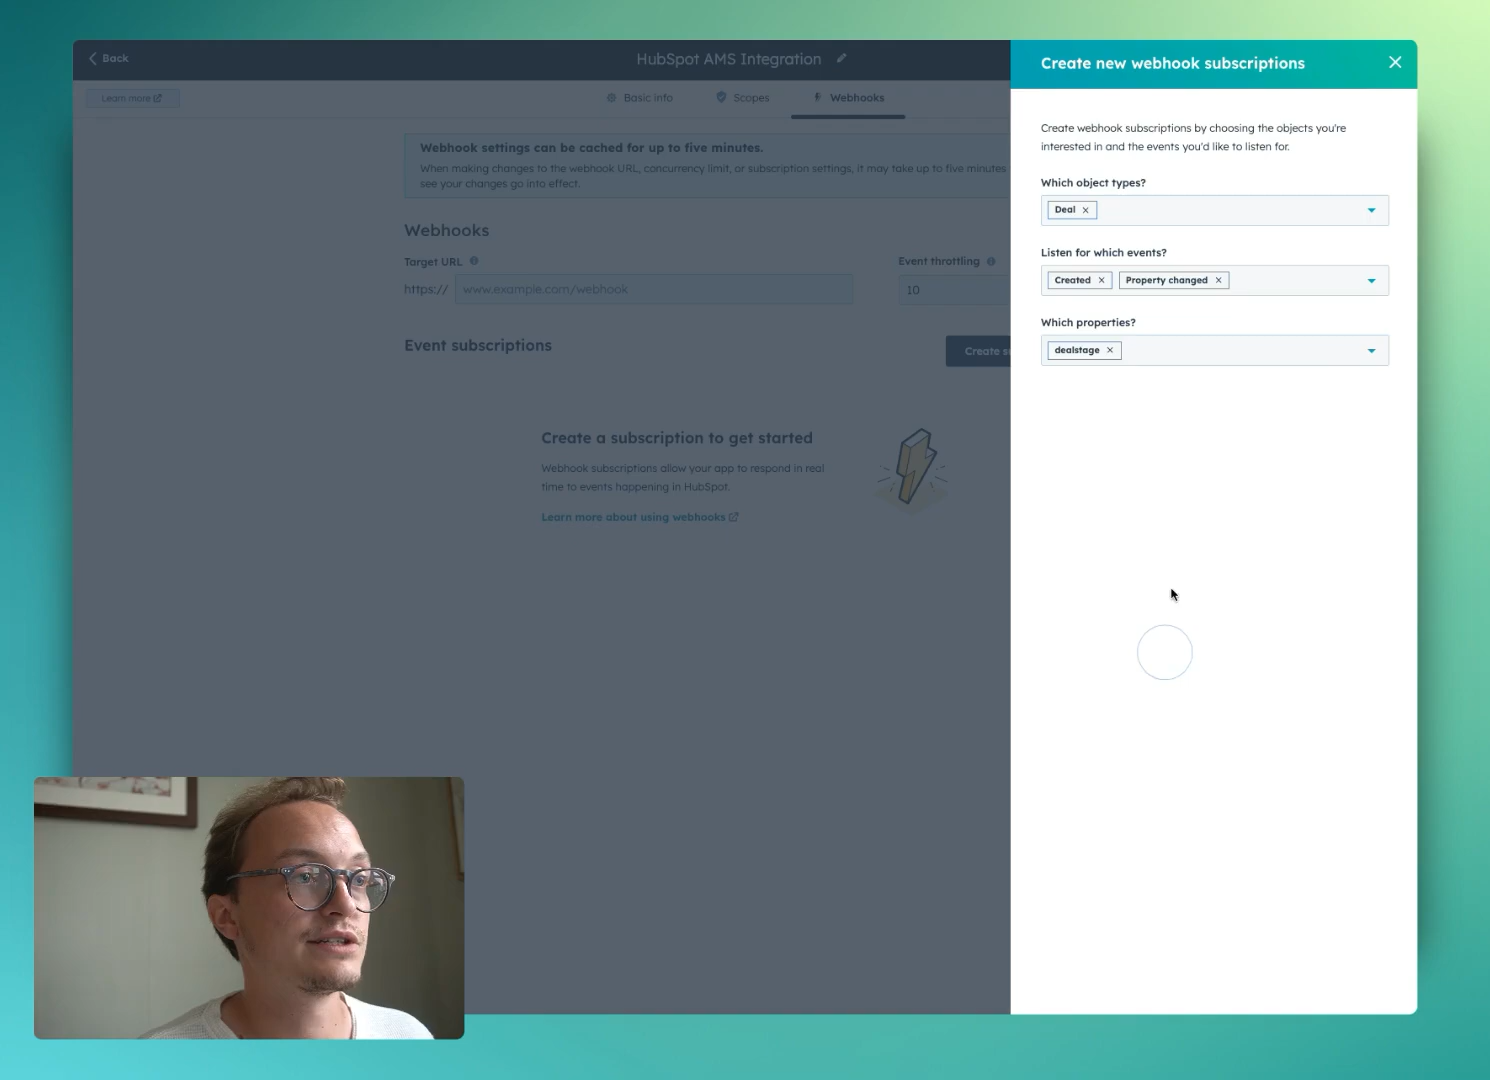 Back
HubSpot AMS Integration
Learn more
Basic info
Scopes
Webhooks
Webhook settings can be cached for up to five minutes.
When making changes to the webhook URL, concurrency limit, or subscription settings, it may take up to five minutes
see your changes go into effect.
Webhooks
Target URL
Event throttling
https://
www.example.com/webhook
10
Event subscriptions
Create
Create a subscription to get started
Webhook subscriptions allow your app to respond in real
time to events happening in HubSpot.
Learn more about using webhooks
Create new webhook subscriptions
Create webhook subscriptions by choosing the objects you're
interested in and the events you'd like to listen for.
Which object types?
Deal
Listen for which events?
Created
Property changed
Which properties?
dealstage